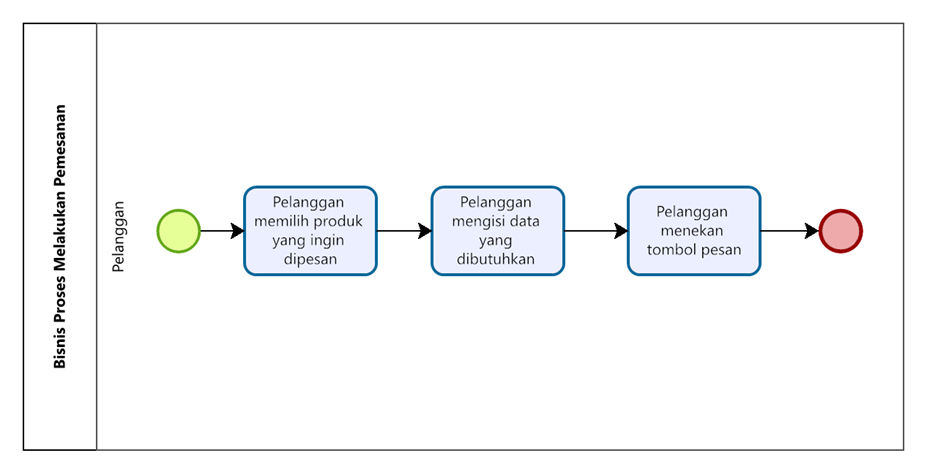 Bisnis Proses Melakukan Pemesanan
Pelanggan
Pelanggan
memilih produk
yang ingin
dipesan
Pelanggan
mengisi data
yang
dibutuhkan
Pelanggan
menekan
tombol pesan